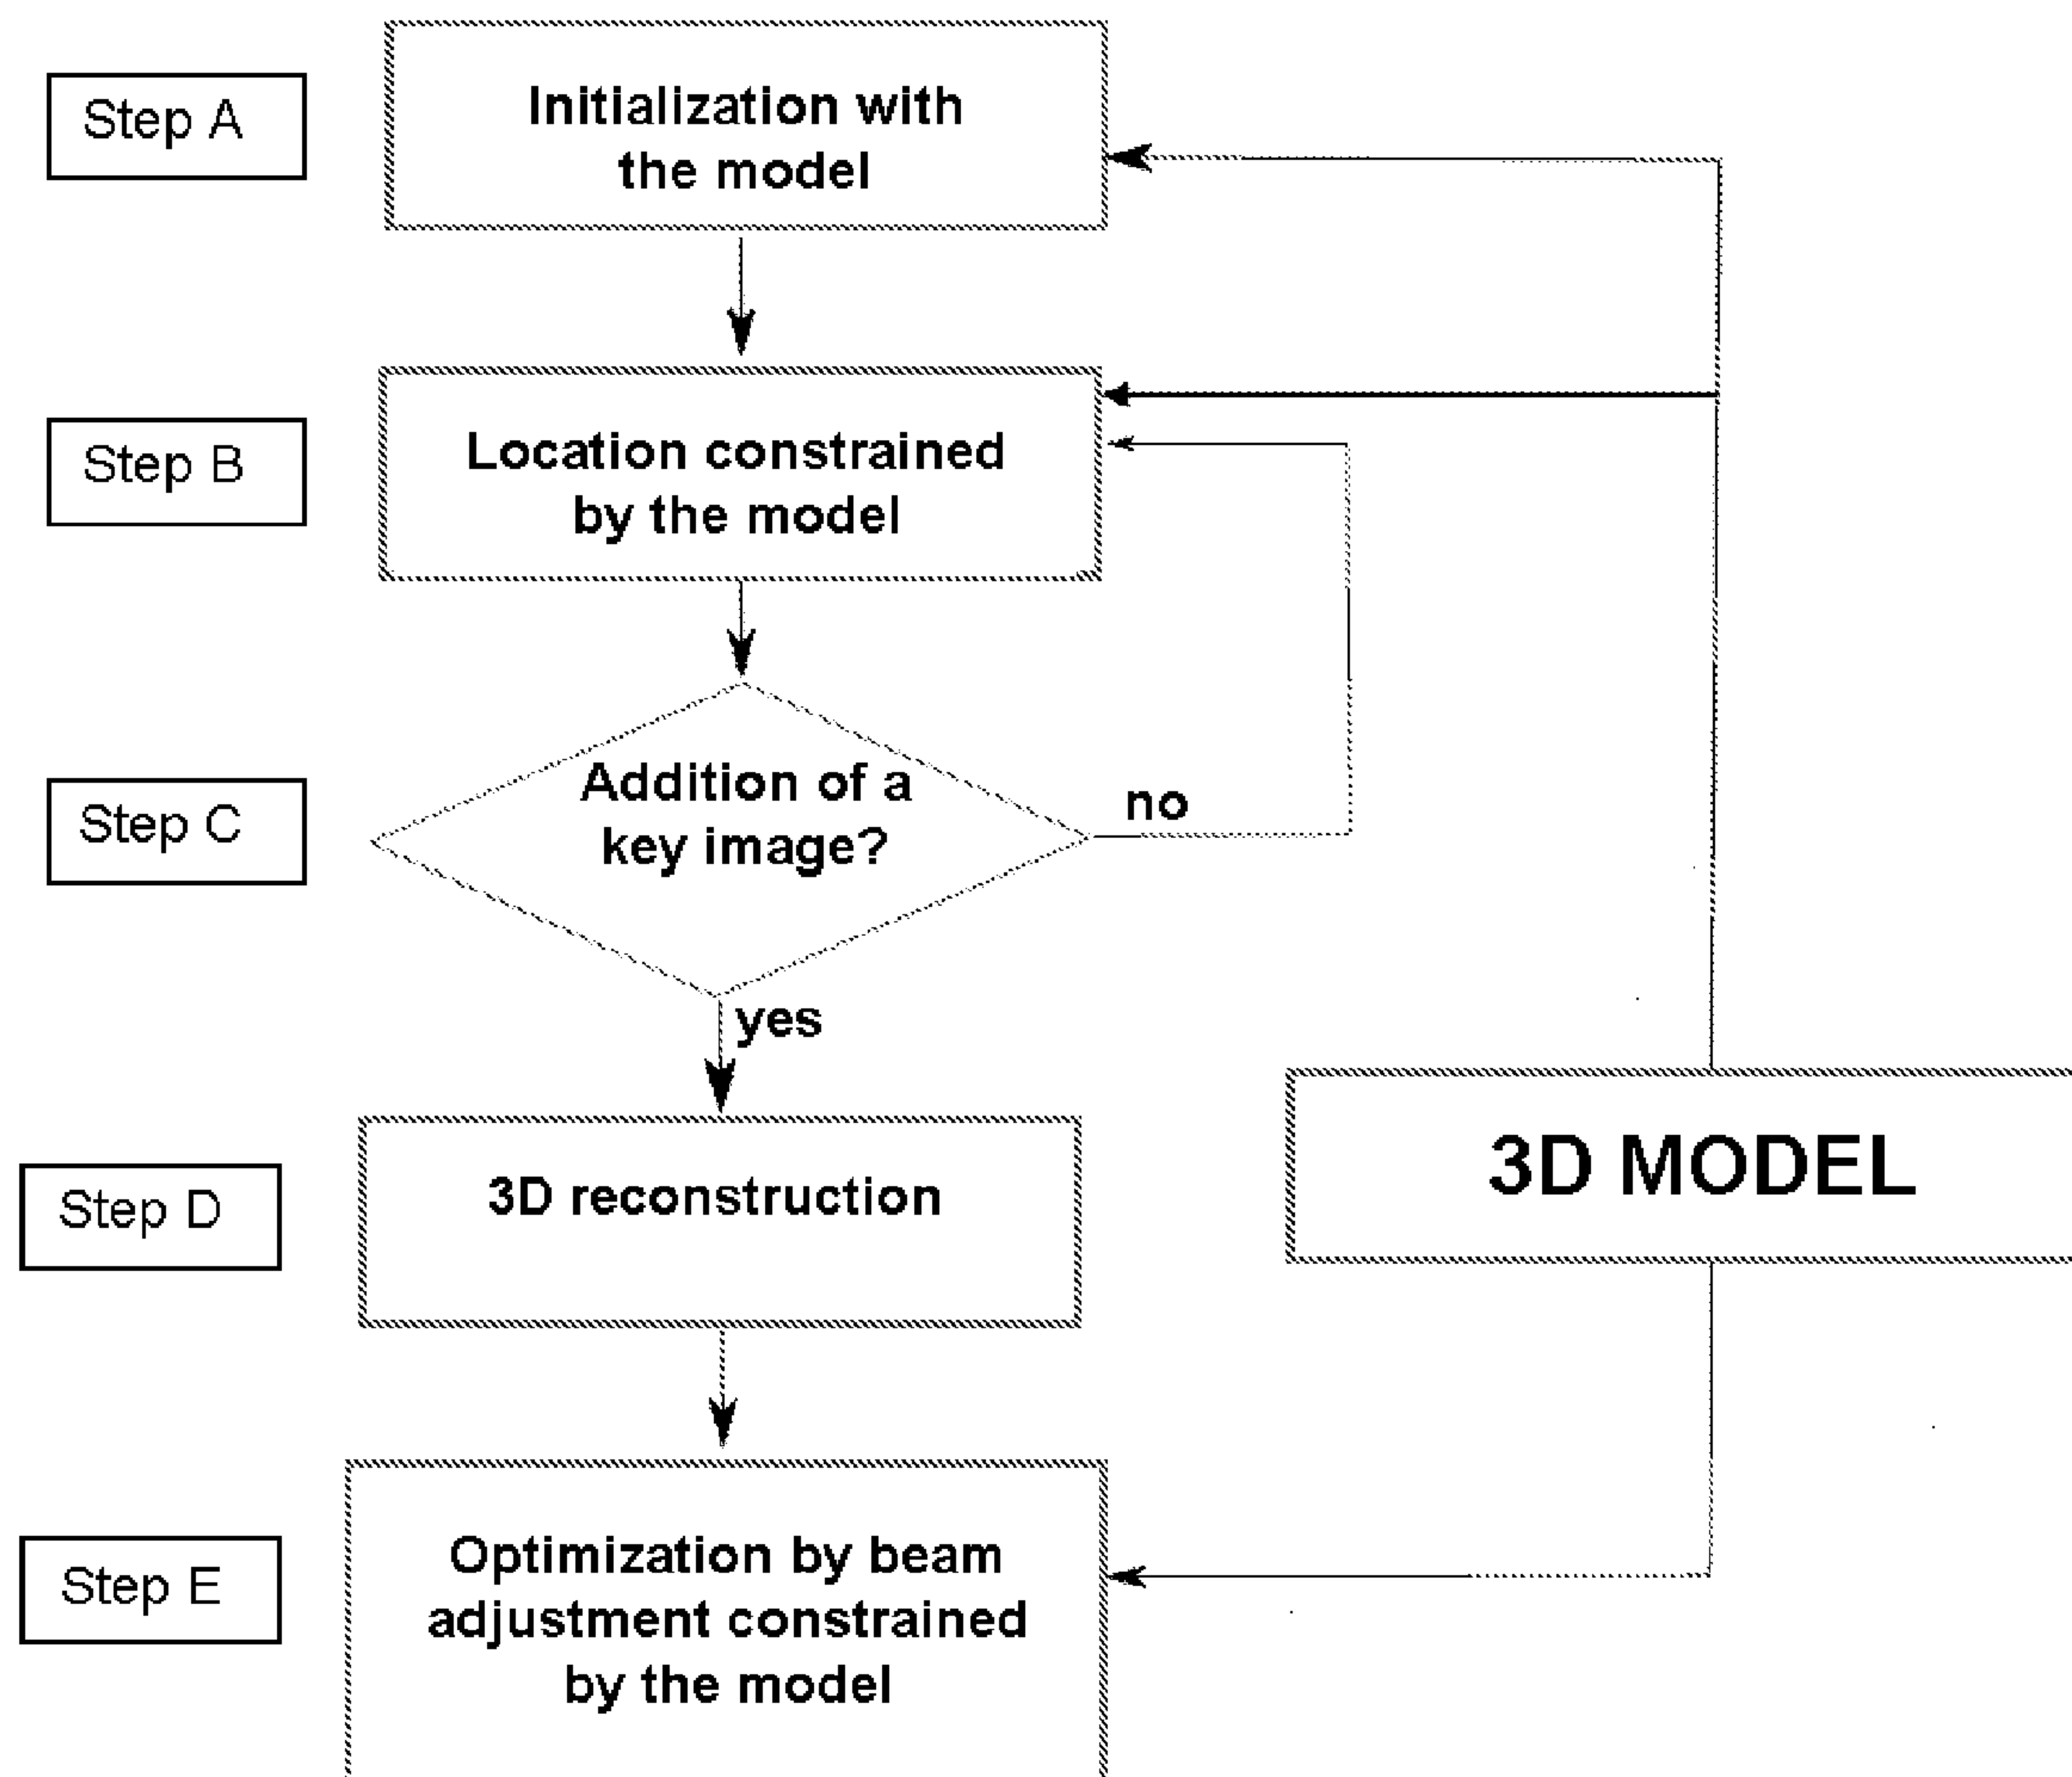 Step A
Initialization with
the model
Step B
Location constrained
by the model
Step C
Addition of a
key image?
no
yes
Step D
3D reconstruction
3D MODEL
Step E
Optimization by beam
adjustment constrained
by the model